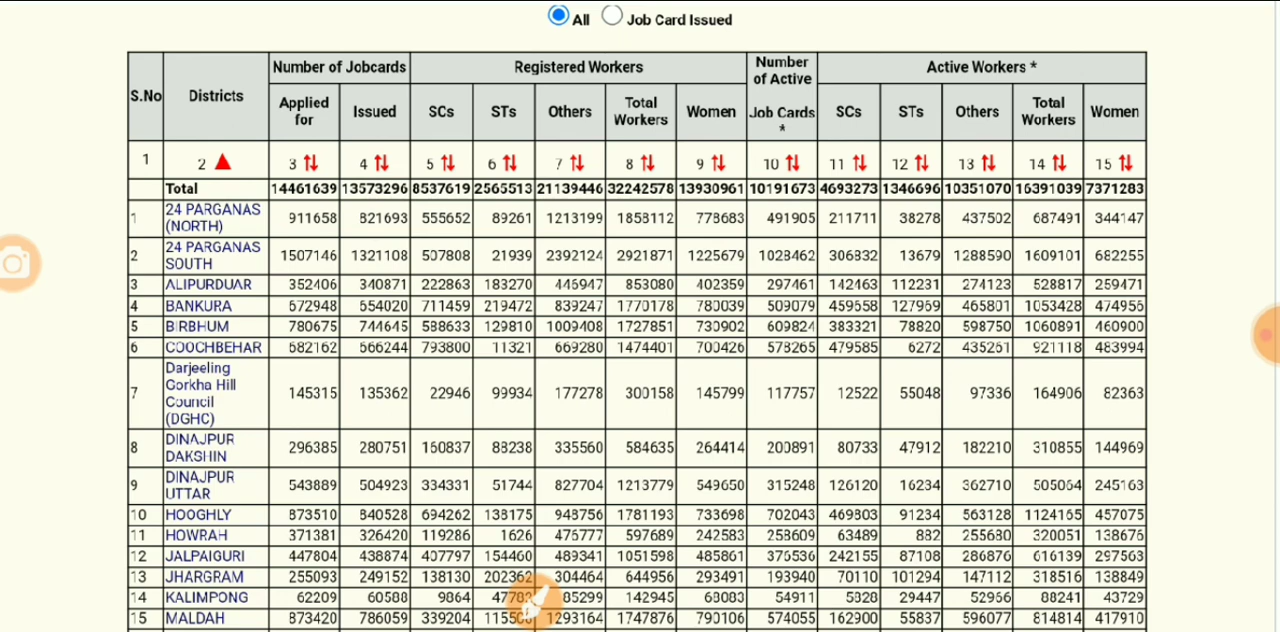 All Job Card Issued
S.No Districts Number of Jobcards Registered Workers Number of Active Job Cards * Active Workers *
Applied for Issued SCs STs Others Total Workers Women SCs STs Others Total Workers Women
1 2 3 4 5 6 7 8 9 10 11 12 13 14 15
Total 14461639 13573296 8537619 2565513 21139446 32242578 13930961 10191673 4693273 1346696 10351070 16391039 7371283
1 24 PARGANAS (NORTH) 911658 821693 555652 89261 1213199 1858112 778683 491905 211711 38278 437502 687491 344147
2 24 PARGANAS SOUTH 1507146 1321108 507808 21939 2392124 2921871 1225679 1028462 306832 13679 1288590 1609101 682255
3 ALIPURDUAR 352406 340871 222863 183270 446947 853080 402359 297461 142463 112231 274123 528817 259471
4 BANKURA 672948 654020 711459 219472 839247 1770178 780039 509079 459658 127969 465801 1053428 474956
5 BIRBHUM 780675 744645 588633 129810 1009408 1727851 730902 609824 383321 78820 598750 1060891 460900
6 COOCHBEHAR 682162 666244 793800 11321 669280 1474401 700426 578265 479585 6272 435261 921118 483994
7 Darjeeling Gorkha Hill Council (DGHC) 145315 135362 22946 99934 177278 300158 145799 117757 12522 55048 97336 164906 82363
8 DINAJPUR DAKSHIN 296385 280751 160837 88238 335560 584635 264414 200891 80733 47912 182210 310855 144969
9 DINAJPUR UTTAR 543889 504923 334331 51744 827704 1213779 549650 315248 126120 16234 362710 505064 245163
10 HOOGHLY 873510 840528 694262 138175 948756 1781193 733698 702043 469803 91234 563128 1124165 457075
11 HOWRAH 371381 326420 119286 1626 476777 597689 242583 258609 63489 882 255680 320051 138676
12 JALPAIGURI 447804 438874 407797 154460 489341 1051598 485861 376536 242155 87108 286876 616139 297563
13 JHARGRAM 255093 249152 138130 202362 304464 644956 293491 193940 70110 101294 147112 318516 138849
14 KALIMPONG 62209 60588 9864 47782 85299 142945 68083 54911 5828 29447 52966 88241 43729
15 MALDAH 873420 786059 339204 1293164 1747876 790106 574055 162900 55837 596077 814814 417910